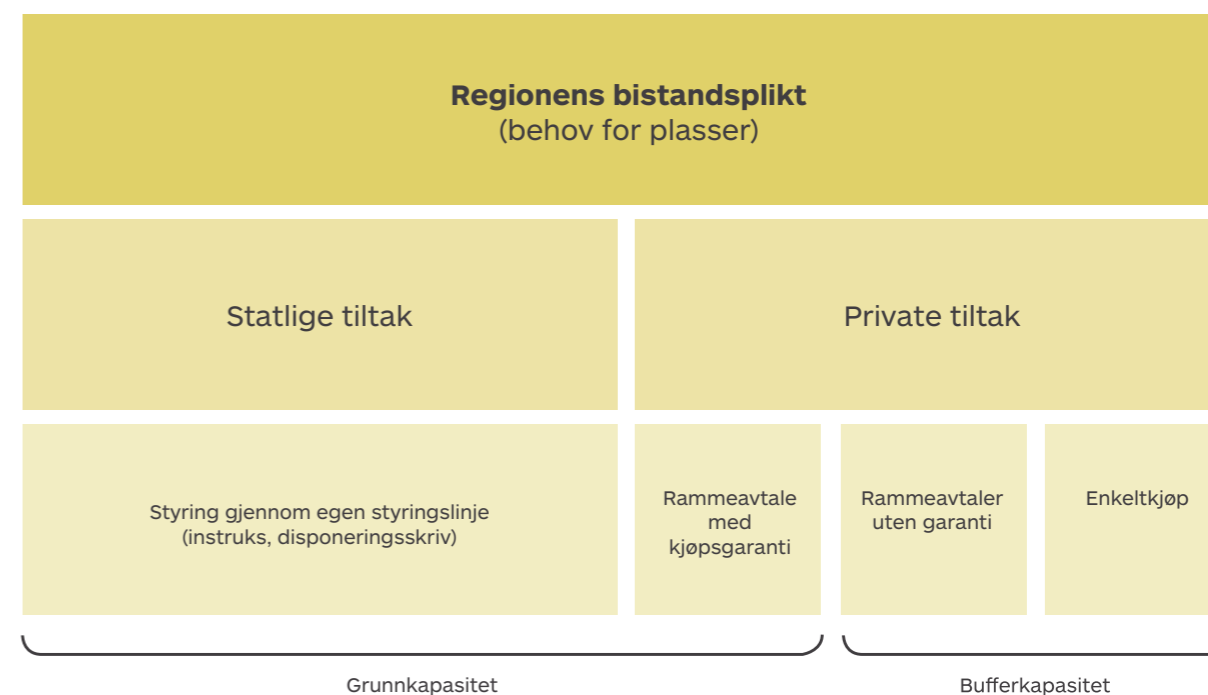 Regionens bistandsplikt
(behov for plasser)
Statlige tiltak
Private tiltak
Styring gjennom egen styringslinje
(instruks, disponeringsskriv)
Rammeavtale
med
kjøpsgaranti
Rammeavtaler
uten garanti
Enkeltkjøp
Grunnkapasitet
Bufferkapasitet